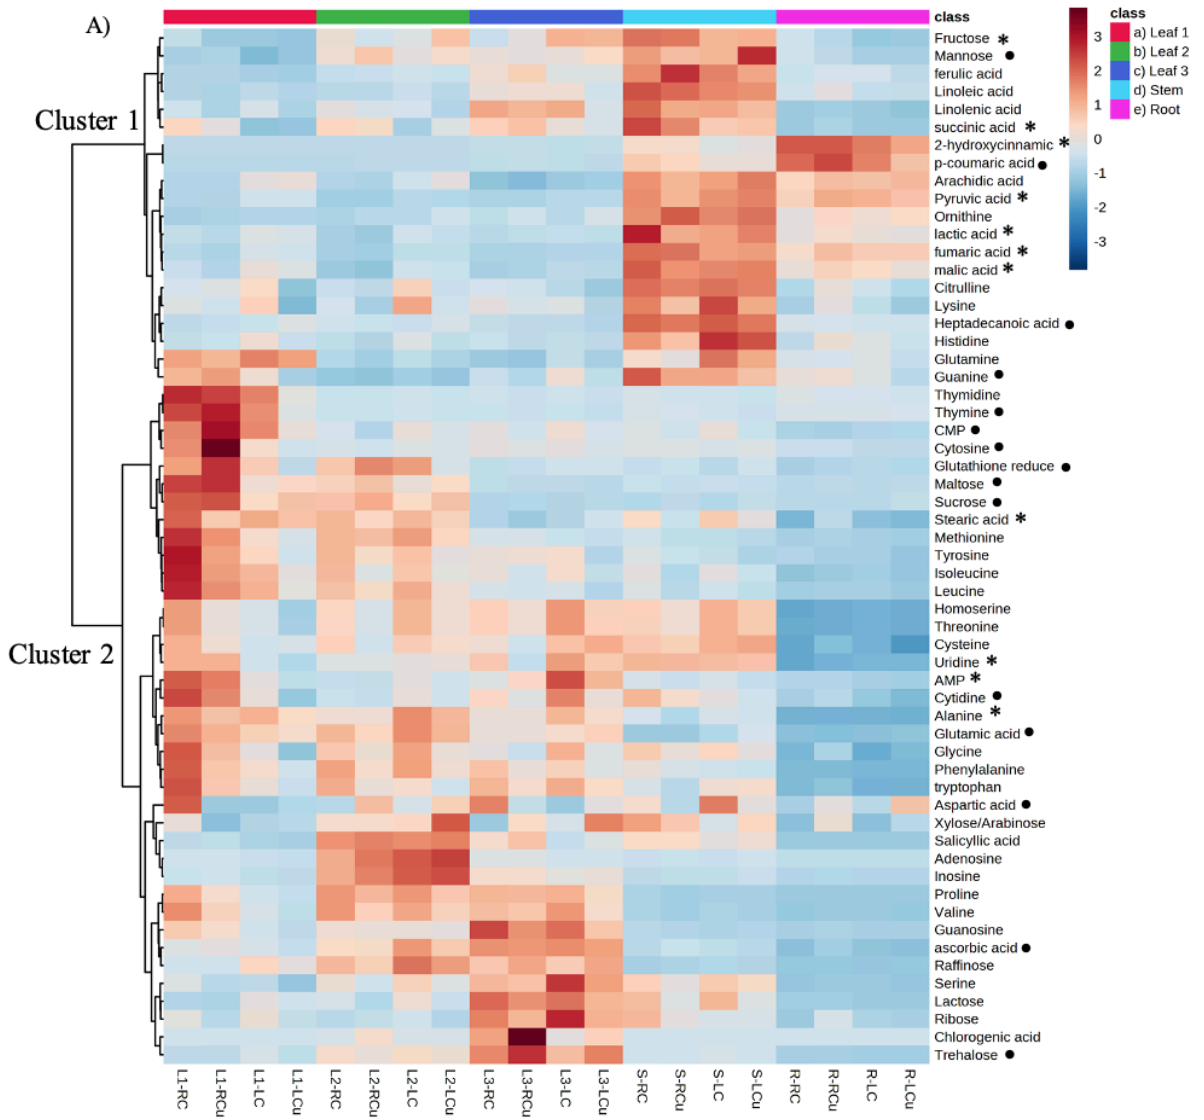 A)
class
Cluster 1
Cluster 2
Fructose *
Mannose ●
ferulic acid
Linoleic acid
Linolenic acid
succinic acid *
2-hydroxycinnamic *
p-coumaric acid ●
Arachidic acid
Pyruvic acid *
Ornithine
lactic acid *
fumaric acid *
malic acid *
Citrulline
Lysine
Heptadecanoic acid ●
Histidine
Glutamine
Guanine ●
Thymidine
Thymine ●
CMP ●
Cytosine ●
Glutathione reduce ●
Maltose ●
Sucrose ●
Stearic acid *
Methionine
Tyrosine
Isoleucine
Leucine
Homoserine
Threonine
Cysteine
Uridine *
AMP *
Cytidine ●
Alanine *
Glutamic acid ●
Glycine
Phenylalanine
tryptophan
Aspartic acid ●
Xylose/Arabinose
Salicyllic acid
Adenosine
Inosine
Proline
Valine
Guanosine
ascorbic acid ●
Raffinose
Serine
Lactose
Ribose
Chlorogenic acid
Trehalose ●
3
2
1
0
-1
-2
-3
class
a) Leaf 1
b) Leaf 2
c) Leaf 3
d) Stem
e) Root
L1-RC
L1-RCu
L1-LC
L1-LCu
L2-RC
L2-RCu
L2-LC
L2-LCu
L3-RC
L3-RCu
L3-LC
L3-LCu
S-RC
S-RCu
S-LC
S-LCu
R-RC
R-RCu
R-LC
R-LCu